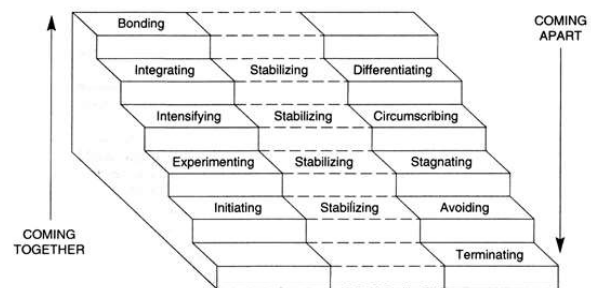 Bonding
COMING
APART
Integrating Stabilizing Differentiating
Intensifying Stabilizing Circumscribing
Experimenting Stabilizing Stagnating
Initiating Stabilizing Avoiding
COMING
TOGETHER
Terminating